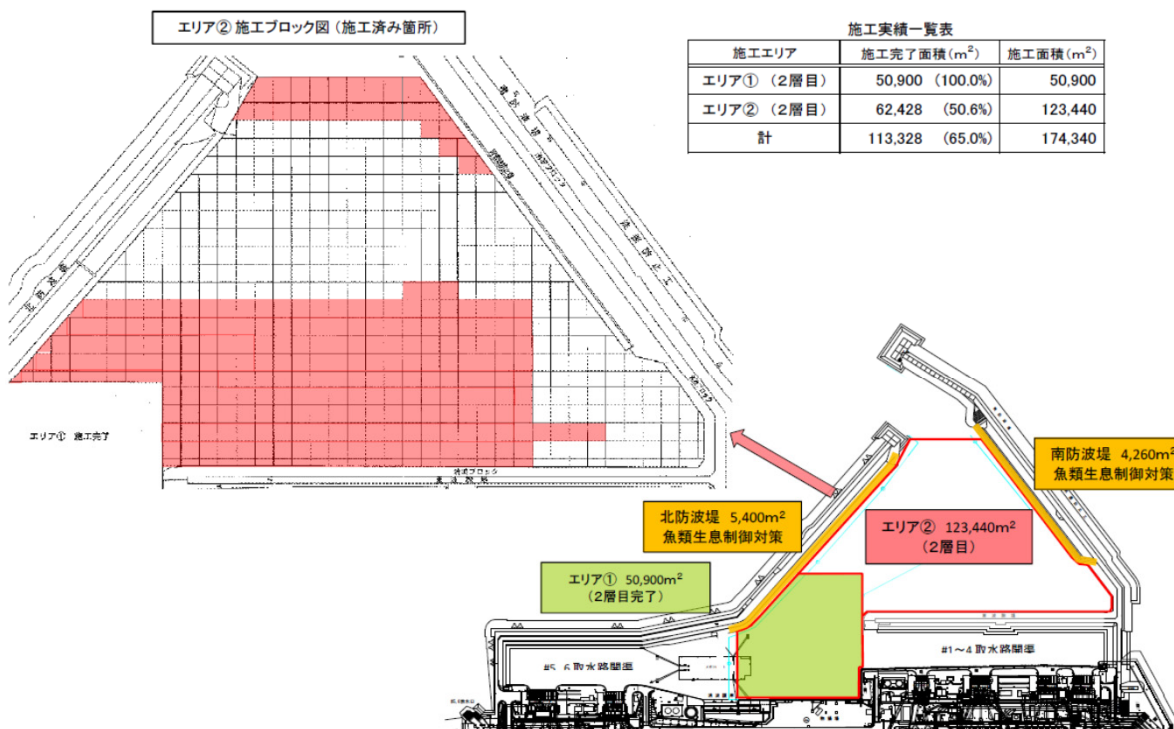 エリア② 施工ブロック図（施工済み箇所）
施工実績一覧表
施工エリア 施工完了面積(m²) 施工面積(m²)
エリア① （2層目） 50,900 (100.0%) 50,900
エリア② （2層目） 62,428 (50.6%) 123,440
計 113,328 (65.0%) 174,340
エリア① 施工完了
南防波堤 4,260m²
魚類生息制御対策
北防波堤 5,400m²
魚類生息制御対策
エリア② 123,440m²
（2層目）
エリア① 50,900m²
（2層目完了）
#5、6 取水路開渠
#1～4 取水路開渠